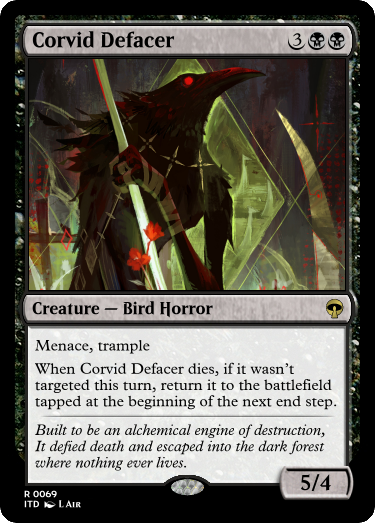 Corvid Defacer 3
Creature — Bird Horror
Menace, trample
When Corvid Defacer dies, if it wasn't
targeted this turn, return it to the battlefield
tapped at the beginning of the next end step.
Built to be an alchemical engine of destruction,
It defied death and escaped into the dark forest
where nothing ever lives.
5/4
R 0069
ITD L AIR